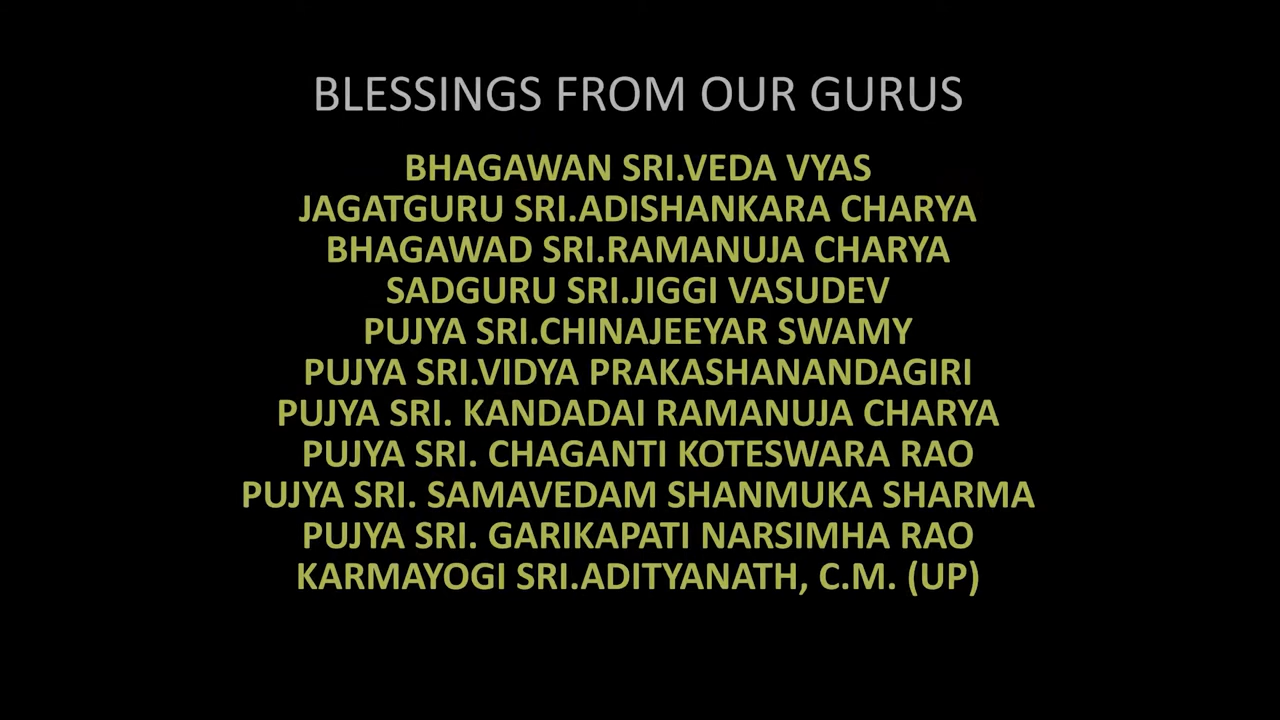 BLESSINGS FROM OUR GURUS
BHAGAWAN SRI.VEDA VYAS
JAGATGURU SRI.ADISHANKARA CHARYA
BHAGAWAD SRI.RAMANUJA CHARYA
SADGURU SRI.JIGGI VASUDEV
PUJYA SRI.CHINAJEEYAR SWAMY
PUJYA SRI.VIDYA PRAKASHANANDAGIRI
PUJYA SRI. KANDADAI RAMANUJA CHARYA
PUJYA SRI. CHAGANTI KOTESWARA RAO
PUJYA SRI. SAMAVEDAM SHANMUKA SHARMA
PUJYA SRI. GARIKAPATI NARSIMHA RAO
KARMAYOGI SRI.ADITYANATH, C.M. (UP)